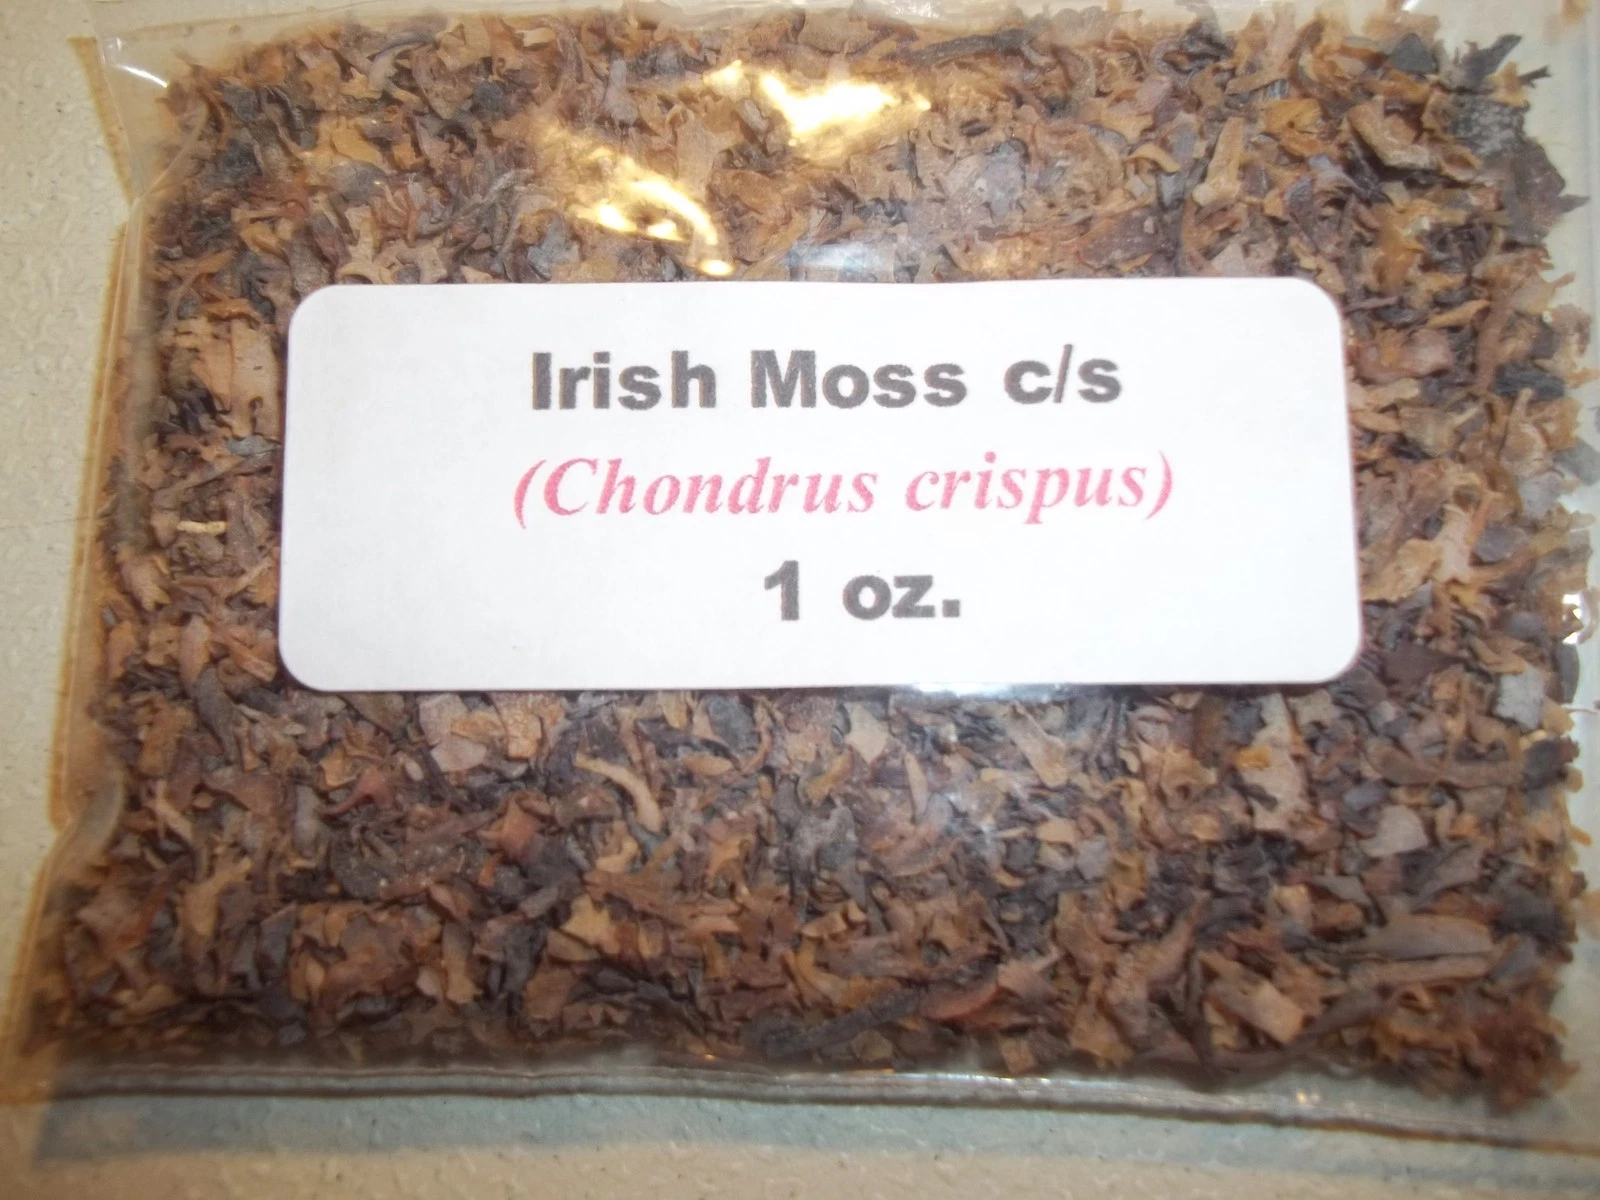 Irish Moss c/s
(Chondrus crispus)
1 oz.